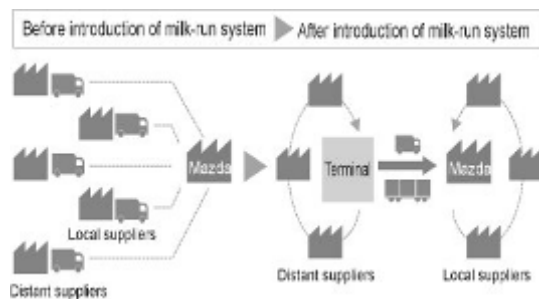 Before introduction of milk-run system
After introduction of milk-run system
Mazda
Local suppliers
Distant suppliers
Terminal
Mazda
Distant suppliers
Local suppliers